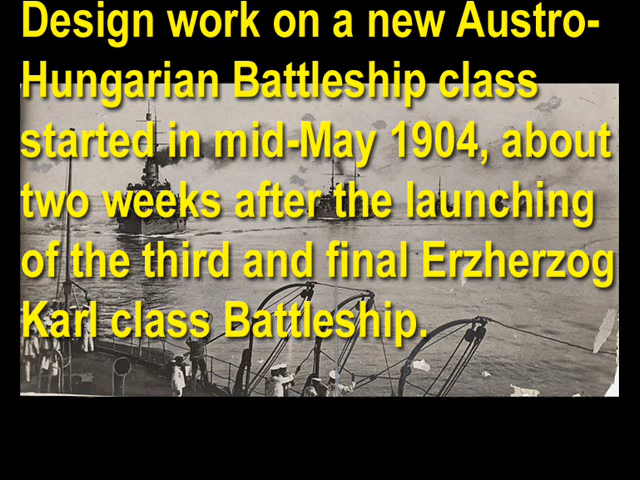 Design work on a new Austro-
Hungarian Battleship class
started in mid-May 1904, about
two weeks after the launching
of the third and final Erzherzog
Karl class Battleship.